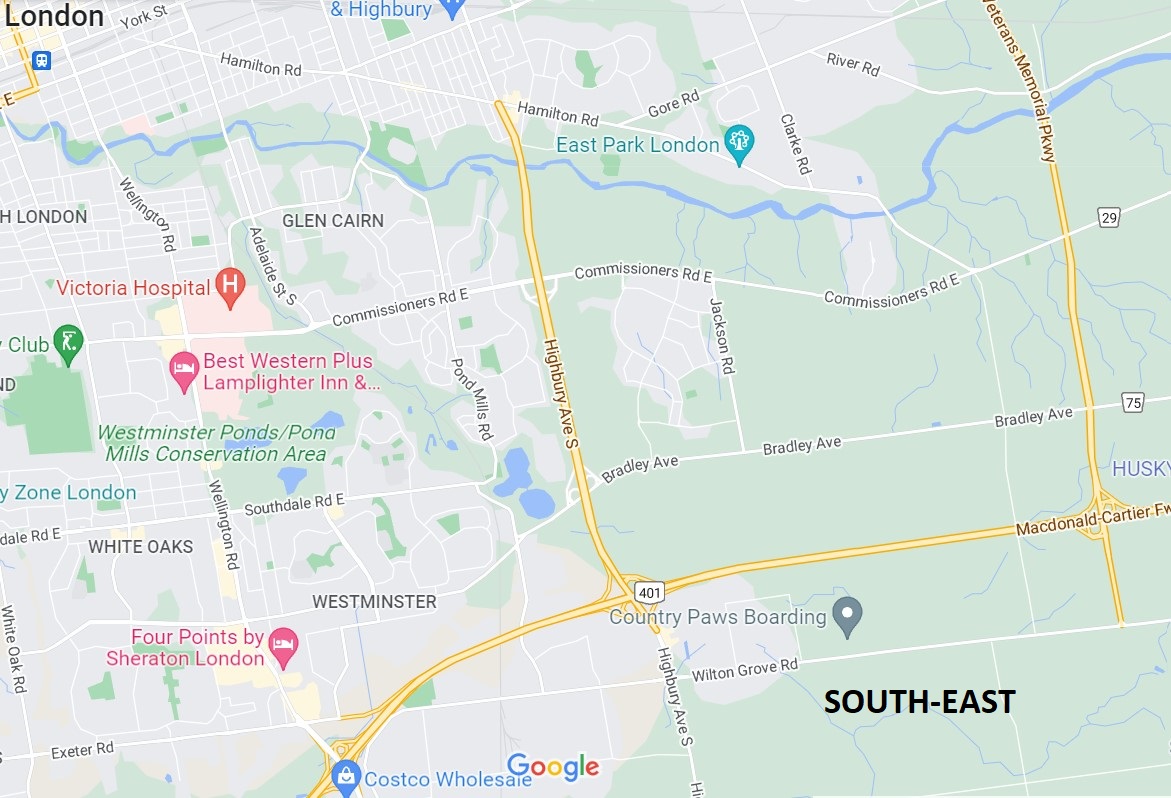 London
York St
& Highbury
Hamilton Rd
River Rd
Veterans Memorial Pkwy
E
Hamilton Rd
Gore Rd
Clarke Rd
East Park London
Wellington Rd
H LONDON
GLEN CAIRN
29
Adelaide St S
Victoria Hospital
H
Commissioners Rd E
Commissioners Rd E
Commissioners Rd E
Jackson Rd
Club
Best Western Plus
Lamplighter Inn &...
ND
Pond Mills Rd
Highbury Ave S
75
Bradley Ave
Westminster Ponds/Pond
Mills Conservation Area
Bradley Ave
Bradley Ave
HUSKY
y Zone London
Wellington Rd
Southdale Rd E
dale Rd E
Macdonald-Cartier Fw
WHITE OAKS
WESTMINSTER
401
Country Paws Boarding
White Oak Rd
Four Points by
Sheraton London
Highbury Ave S
Wilton Grove Rd
SOUTH-EAST
Exeter Rd
Google
Costco Wholesale
Hi